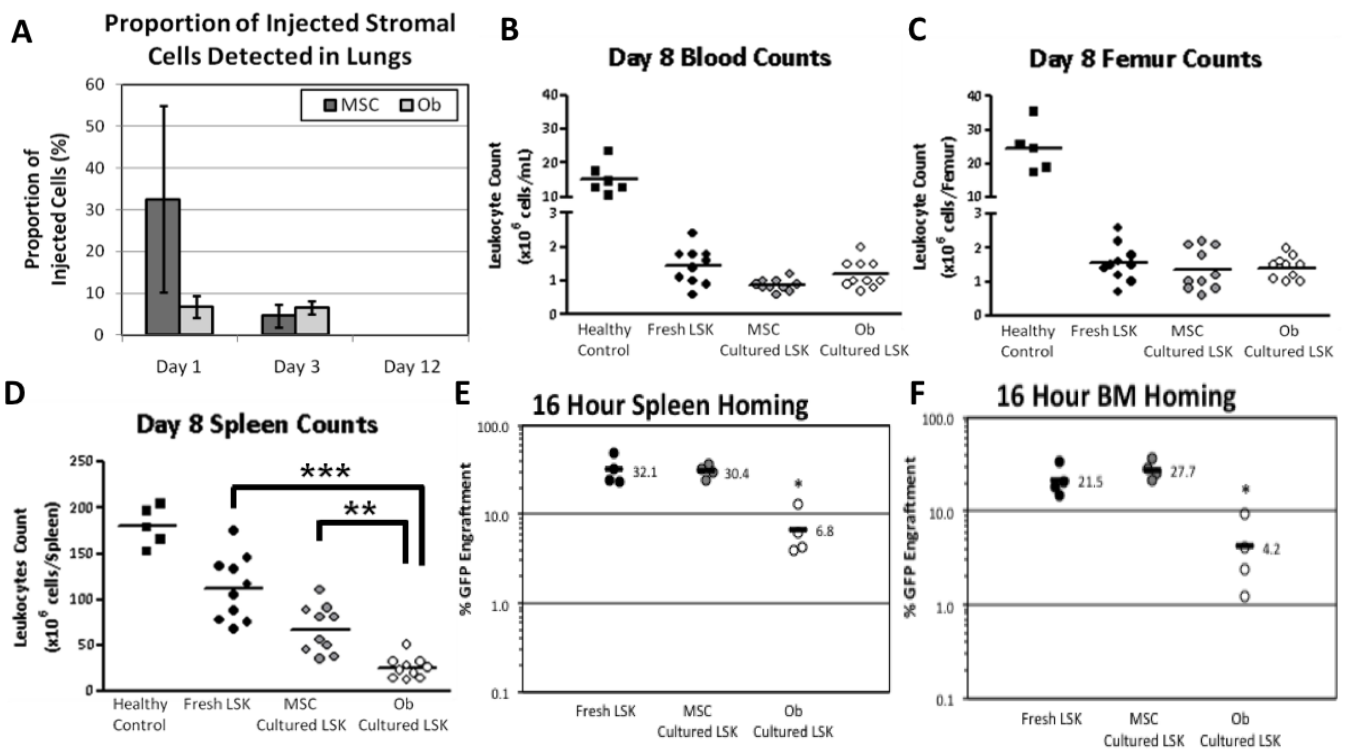 A
Proportion of Injected Stromal
Cells Detected in Lungs
Proportion of
Injected Cells (%)
60
50
40
30
20
10
0
MSC
Ob
Day 1
Day 3
Day 12
B
Day 8 Blood Counts
Leukocyte Count
(x10⁶ cells/mL)
40
30
20
10
3
2
1
0
Healthy
Control
Fresh LSK
MSC
Cultured LSK
Ob
Cultured LSK
C
Day 8 Femur Counts
Leukocyte Count
(x10⁶ cells/Femur)
40
30
20
10
3
2
1
0
Healthy
Control
Fresh LSK
MSC
Cultured LSK
Ob
Cultured LSK
D
Day 8 Spleen Counts
Leukocytes Count
(x10⁶ cells/Spleen)
250
200
150
100
50
0
***
**
Healthy
Control
Fresh LSK
MSC
Cultured LSK
Ob
Cultured LSK
E
16 Hour Spleen Homing
% GFP Engraftment
100.0
10.0
1.0
0.1
32.1
30.4
*
6.8
Fresh LSK
MSC
Cultured LSK
Ob
Cultured LSK
F
16 Hour BM Homing
% GFP Engraftment
100.0
10.0
1.0
0.1
21.5
27.7
*
4.2
Fresh LSK
MSC
Cultured LSK
Ob
Cultured LSK